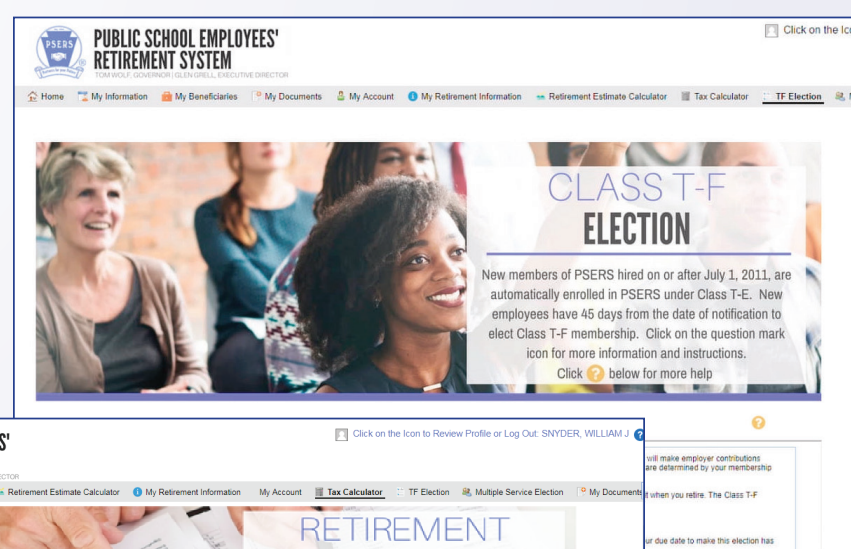 PSERS
PUBLIC SCHOOL EMPLOYEES'
RETIREMENT SYSTEM
TOM WOLF, GOVERNOR | GLEN GRELL, EXECUTIVE DIRECTOR
Click on the Ico
Home My Information My Beneficiaries My Documents My Account My Retirement Information Retirement Estimate Calculator Tax Calculator TF Election M
CLASS T-F
ELECTION
New members of PSERS hired on or after July 1, 2011, are
automatically enrolled in PSERS under Class T-E. New
employees have 45 days from the date of notification to
elect Class T-F membership. Click on the question mark
icon for more information and instructions.
Click ? below for more help
?
will make employer contributions
are determined by your membership
it when you retire. The Class T-F
ur due date to make this election has
S'
Click on the Icon to Review Profile or Log Out: SNYDER, WILLIAM J ?
ECTOR
Retirement Estimate Calculator My Retirement Information My Account Tax Calculator TF Election Multiple Service Election My Documents
RETIREMENT